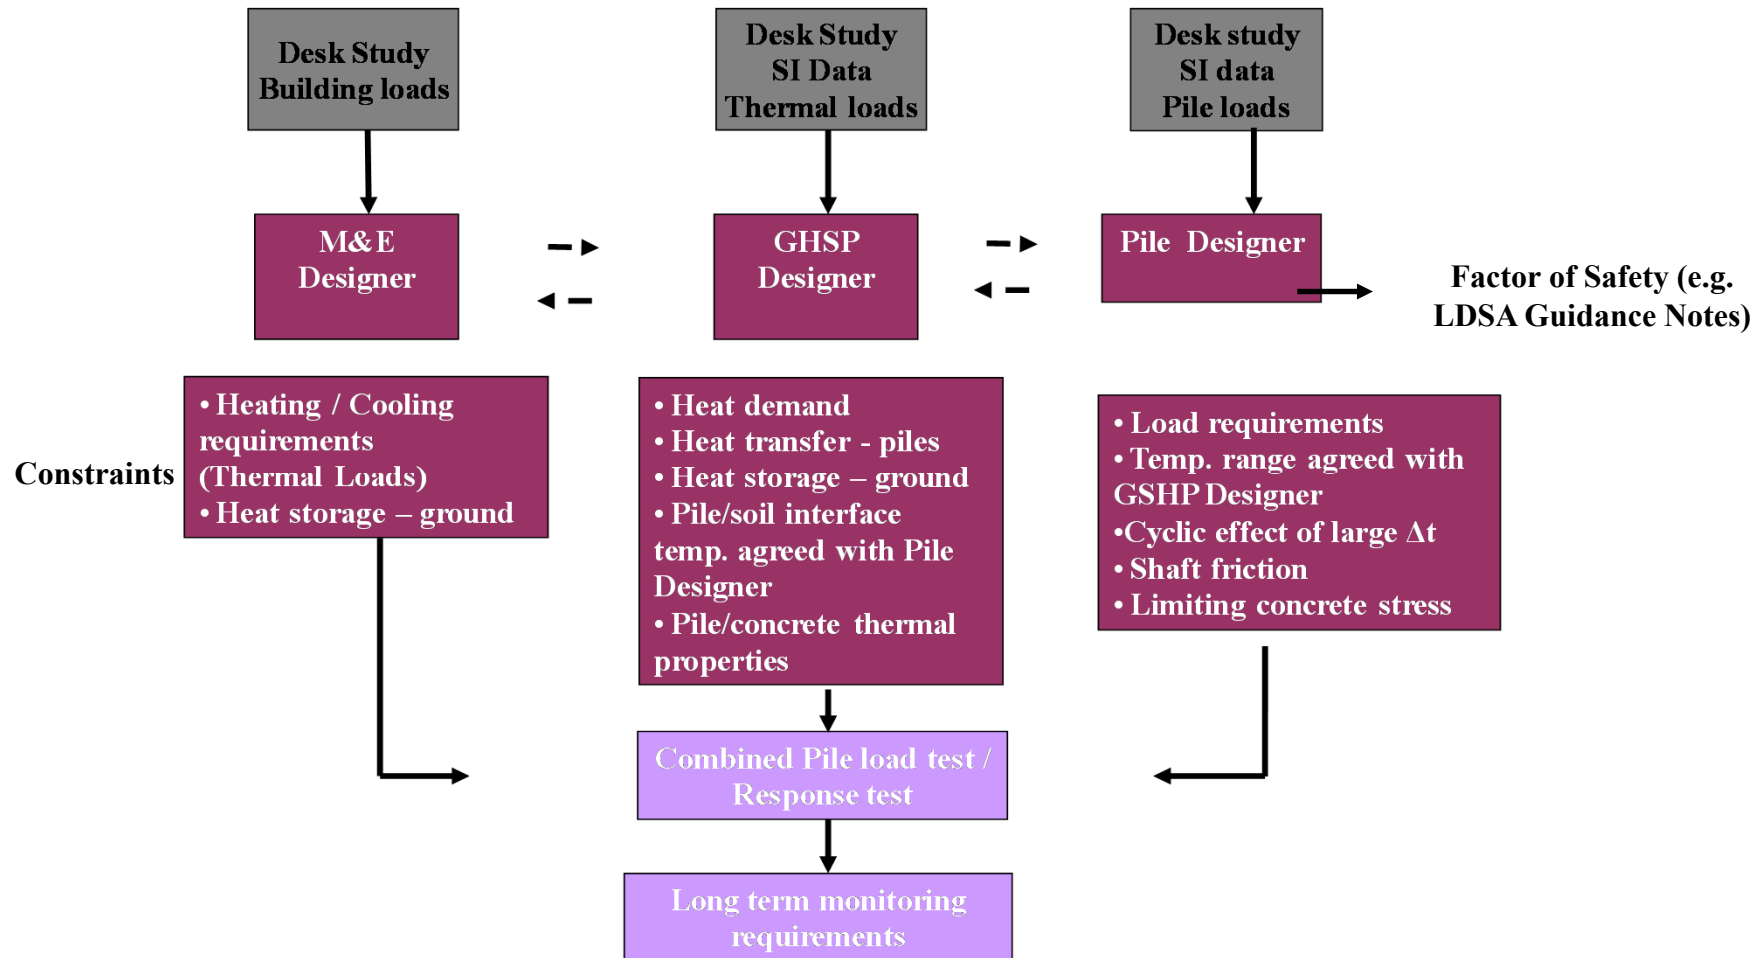 Desk Study
Building loads
Desk Study
SI Data
Thermal loads
Desk study
SI data
Pile loads
M&E
Designer
GHSP
Designer
Pile Designer
Factor of Safety (e.g.
LDSA Guidance Notes)
Constraints
• Heating / Cooling
requirements
(Thermal Loads)
• Heat storage – ground
• Heat demand
• Heat transfer - piles
• Heat storage – ground
• Pile/soil interface
temp. agreed with Pile
Designer
• Pile/concrete thermal
properties
• Load requirements
• Temp. range agreed with
GSHP Designer
•Cyclic effect of large Δt
• Shaft friction
• Limiting concrete stress
Combined Pile load test /
Response test
Long term monitoring
requirements